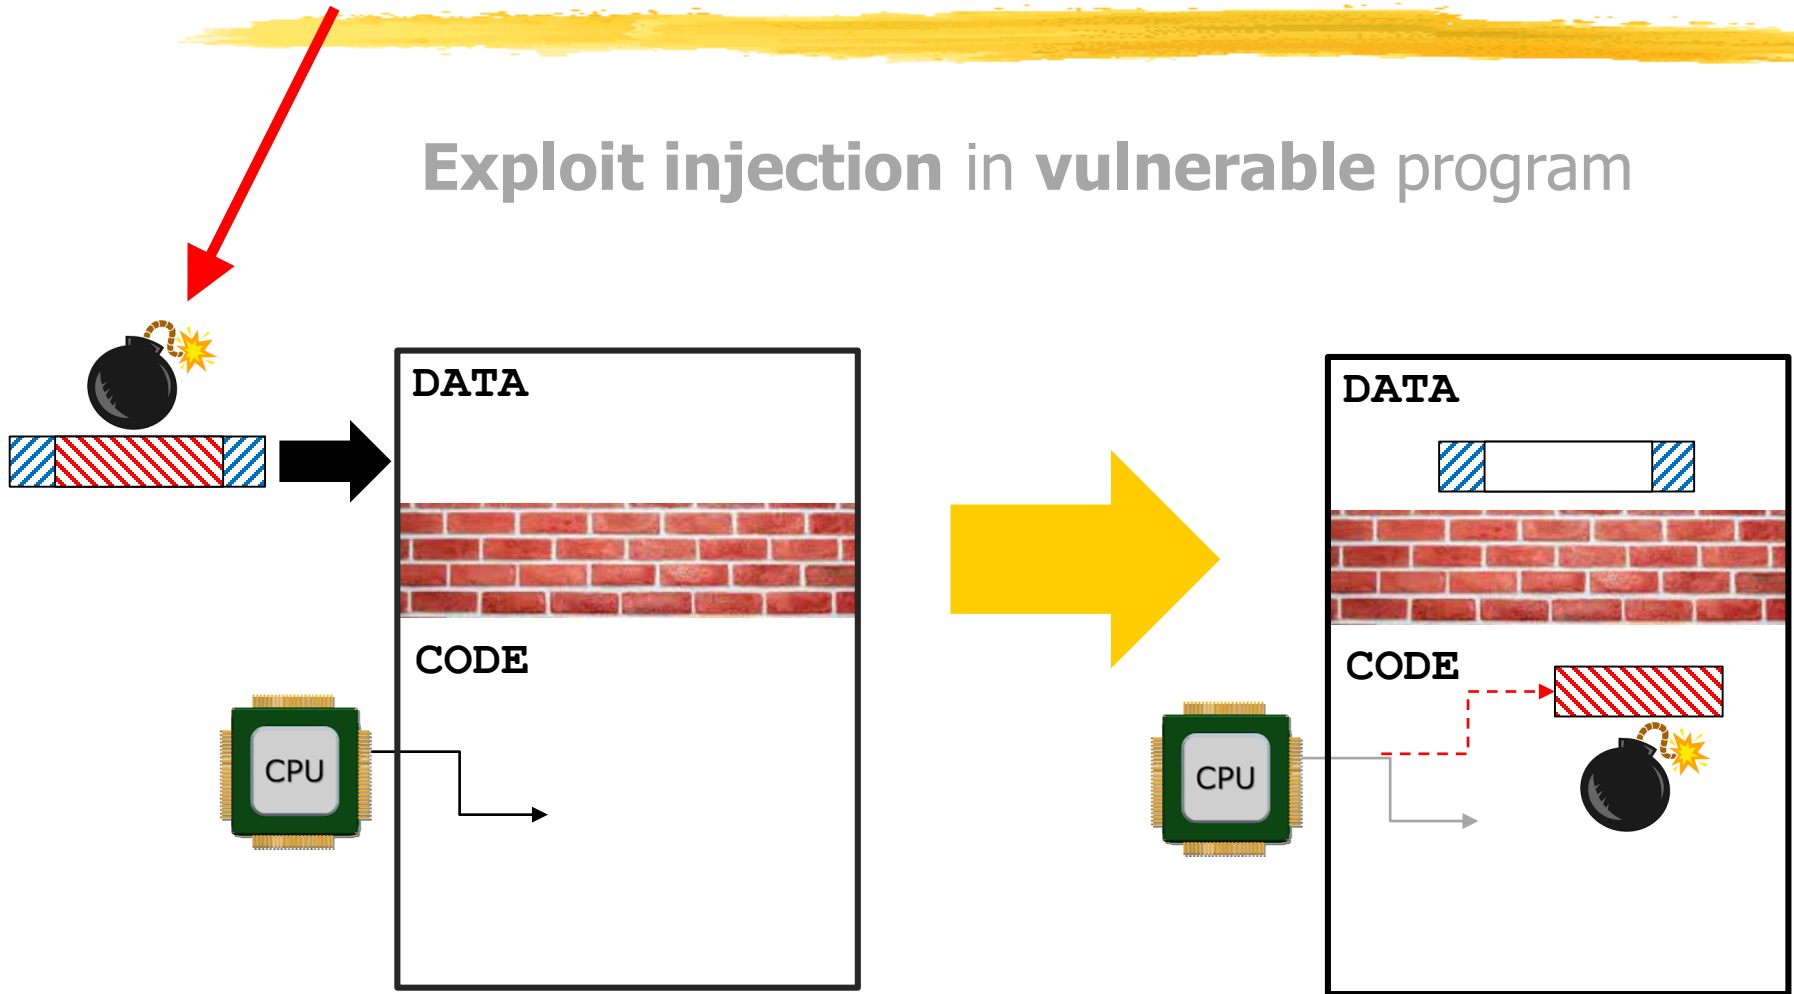 Exploit injection in vulnerable program
DATA
DATA
CODE
CODE
CPU
CPU